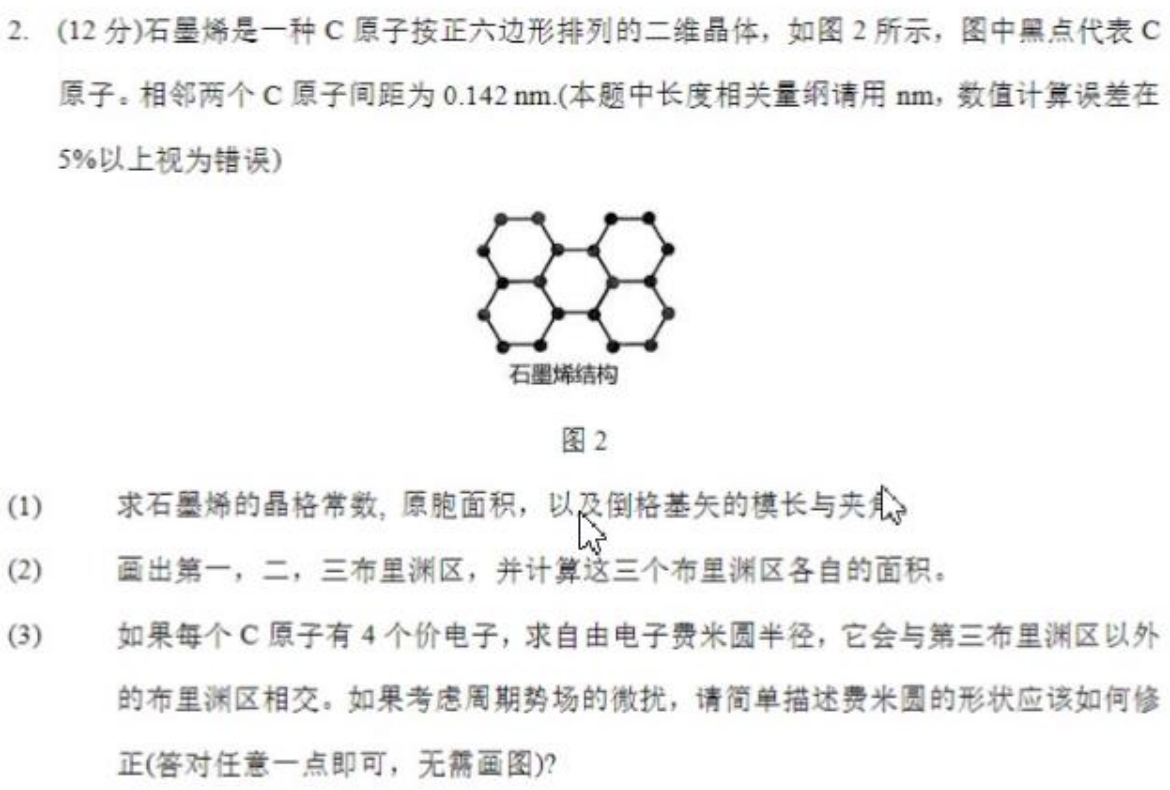 2. (12 分)石墨烯是一种 C 原子按正六边形排列的二维晶体，如图 2 所示，图中黑点代表 C
原子。相邻两个 C 原子间距为 0.142 nm.(本题中长度相关量纲请用 nm，数值计算误差在
5%以上视为错误)
石墨烯结构
图 2
(1) 求石墨烯的晶格常数, 原胞面积，以及倒格基矢的模长与夹角
(2) 画出第一，二，三布里渊区，并计算这三个布里渊区各自的面积。
(3) 如果每个 C 原子有 4 个价电子，求自由电子费米圆半径，它会与第三布里渊区以外
的布里渊区相交。如果考虑周期势场的微扰，请简单描述费米圆的形状应该如何修
正(答对任意一点即可，无需画图)?